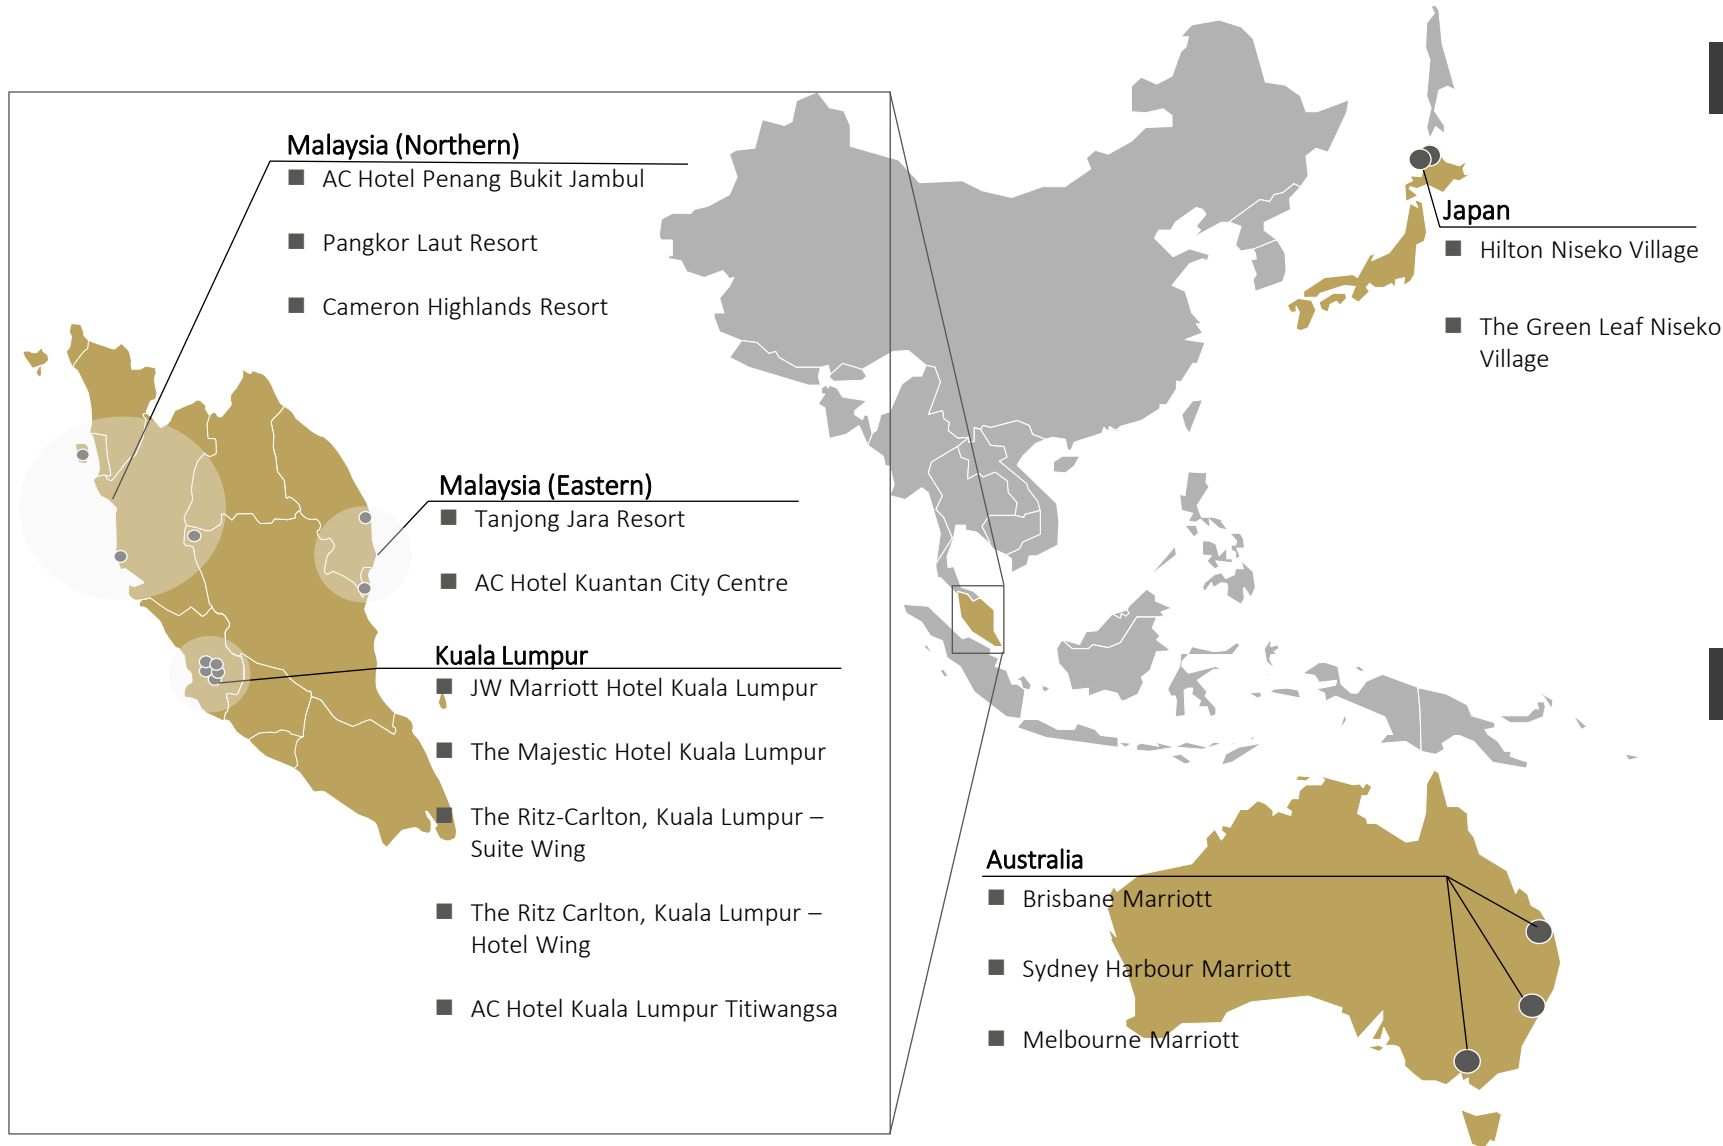 Malaysia (Northern)
AC Hotel Penang Bukit Jambul
Pangkor Laut Resort
Cameron Highlands Resort
Malaysia (Eastern)
Tanjong Jara Resort
AC Hotel Kuantan City Centre
Kuala Lumpur
JW Marriott Hotel Kuala Lumpur
The Majestic Hotel Kuala Lumpur
The Ritz-Carlton, Kuala Lumpur –
Suite Wing
The Ritz Carlton, Kuala Lumpur –
Hotel Wing
AC Hotel Kuala Lumpur Titiwangsa
Japan
Hilton Niseko Village
The Green Leaf Niseko
Village
Australia
Brisbane Marriott
Sydney Harbour Marriott
Melbourne Marriott